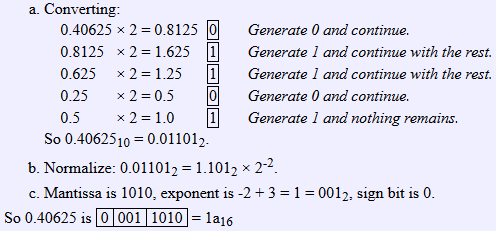 a. Converting:
0.40625 × 2 = 0.8125 0 Generate 0 and continue.
0.8125 × 2 = 1.625 1 Generate 1 and continue with the rest.
0.625 × 2 = 1.25 1 Generate 1 and continue with the rest.
0.25 × 2 = 0.5 0 Generate 0 and continue.
0.5 × 2 = 1.0 1 Generate 1 and nothing remains.
So 0.40625₁₀ = 0.01101₂.
b. Normalize: 0.01101₂ = 1.101₂ × 2⁻².
c. Mantissa is 1010, exponent is -2 + 3 = 1 = 001₂, sign bit is 0.
So 0.40625 is 0 001 1010 = 1a₁₆